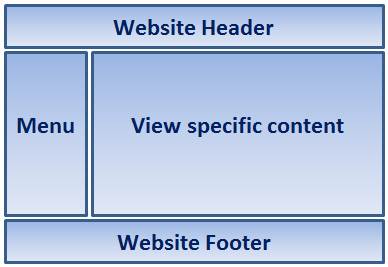 Website Header
Menu
View specific content
Website Footer